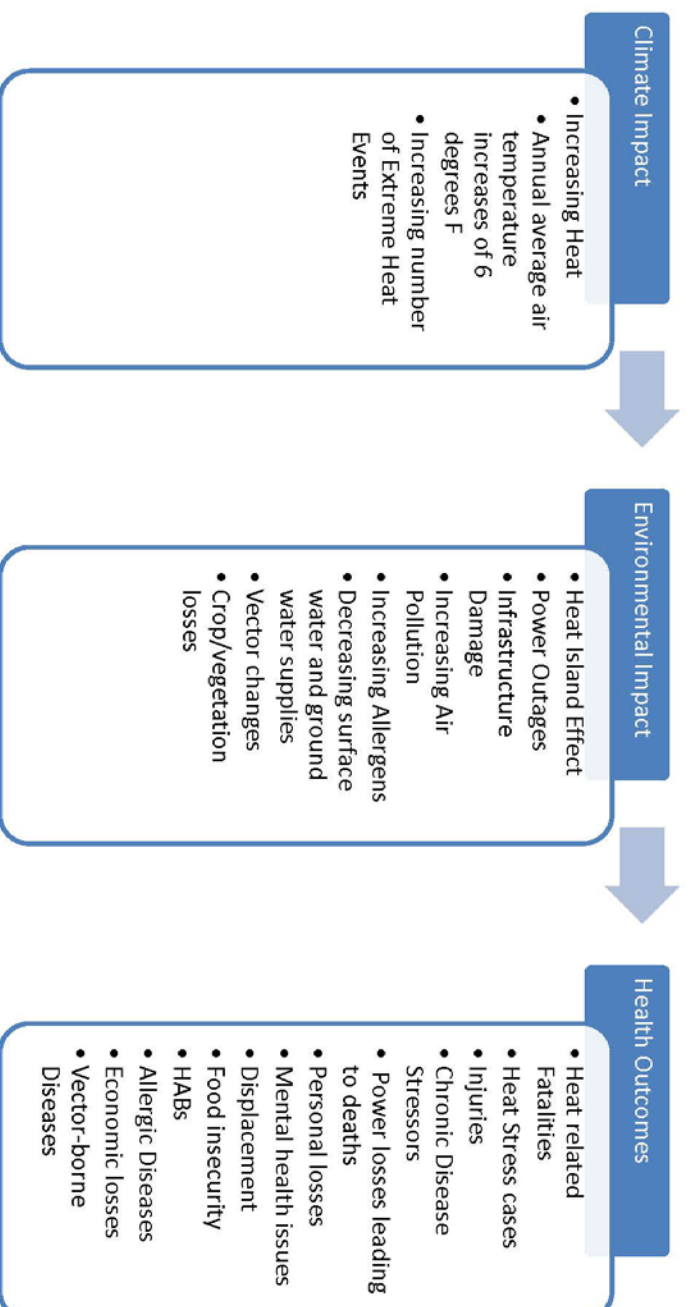 Climate Impact
• Increasing Heat
• Annual average air
temperature
increases of 6
degrees F
• Increasing number
of Extreme Heat
Events
Environmental Impact
• Heat Island Effect
• Power Outages
• Infrastructure
Damage
• Increasing Air
Pollution
• Increasing Allergens
• Decreasing surface
water and ground
water supplies
• Vector changes
• Crop/vegetation
losses
Health Outcomes
• Heat related
Fatalities
• Heat Stress cases
• Injuries
• Chronic Disease
Stressors
• Power losses leading
to deaths
• Personal losses
• Mental health issues
• Displacement
• Food insecurity
• HABs
• Allergic Diseases
• Economic losses
• Vector-borne
Diseases